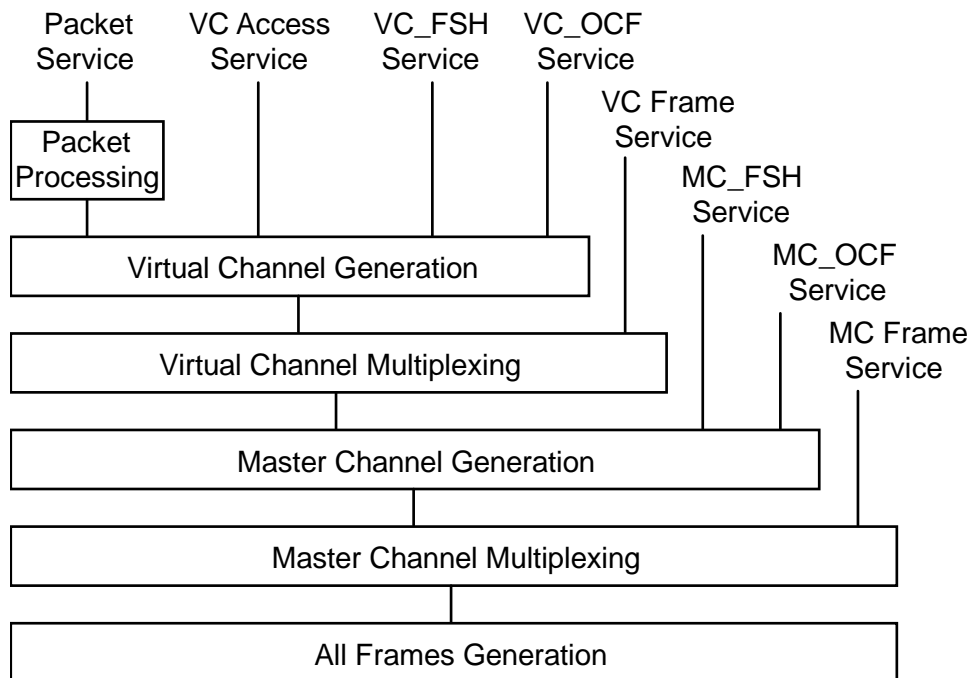 Packet
Service
VC Access
Service
VC_FSH
Service
VC_OCF
Service
VC Frame
Service
MC_FSH
Service
MC_OCF
Service
MC Frame
Service
Packet
Processing
Virtual Channel Generation
Virtual Channel Multiplexing
Master Channel Generation
Master Channel Multiplexing
All Frames Generation